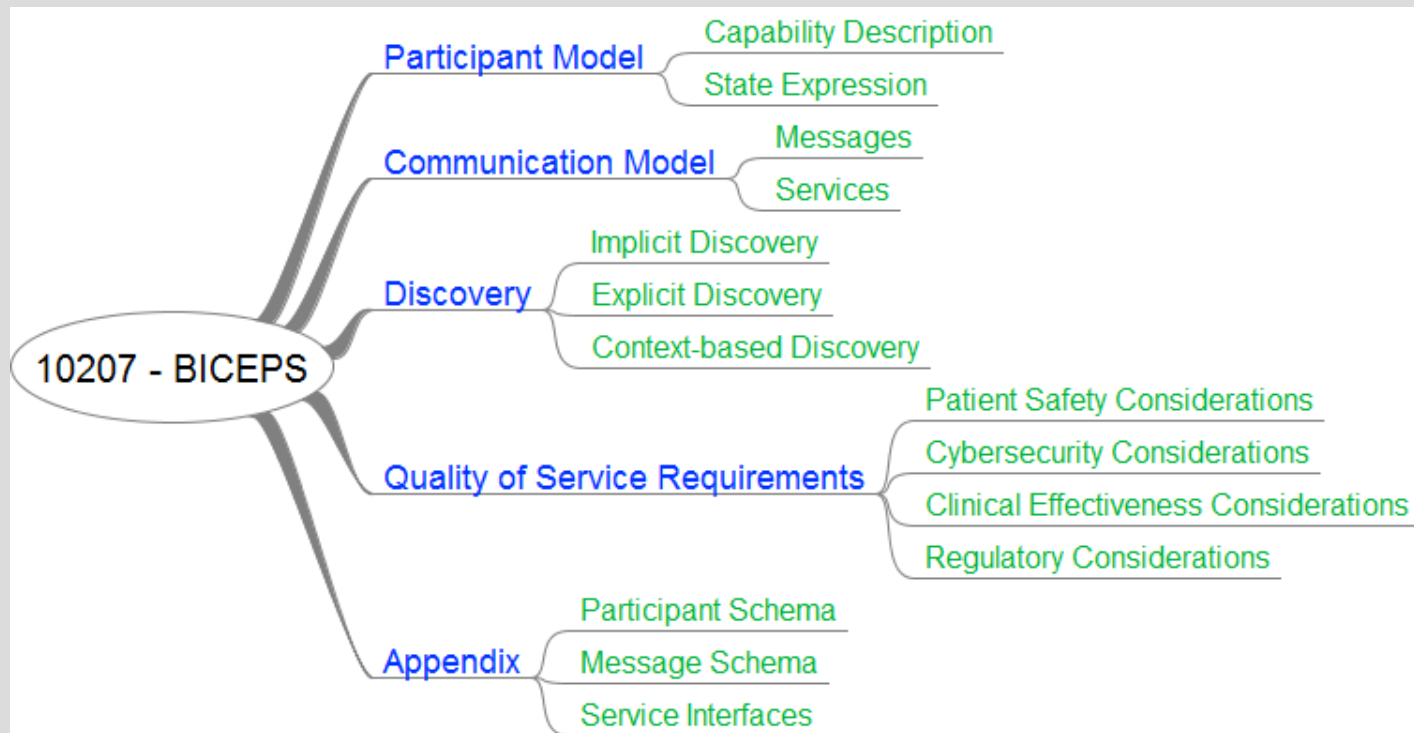 10207 - BICEPS
Participant Model
Capability Description
State Expression
Communication Model
Messages
Services
Discovery
Implicit Discovery
Explicit Discovery
Context-based Discovery
Quality of Service Requirements
Patient Safety Considerations
Cybersecurity Considerations
Clinical Effectiveness Considerations
Regulatory Considerations
Appendix
Participant Schema
Message Schema
Service Interfaces